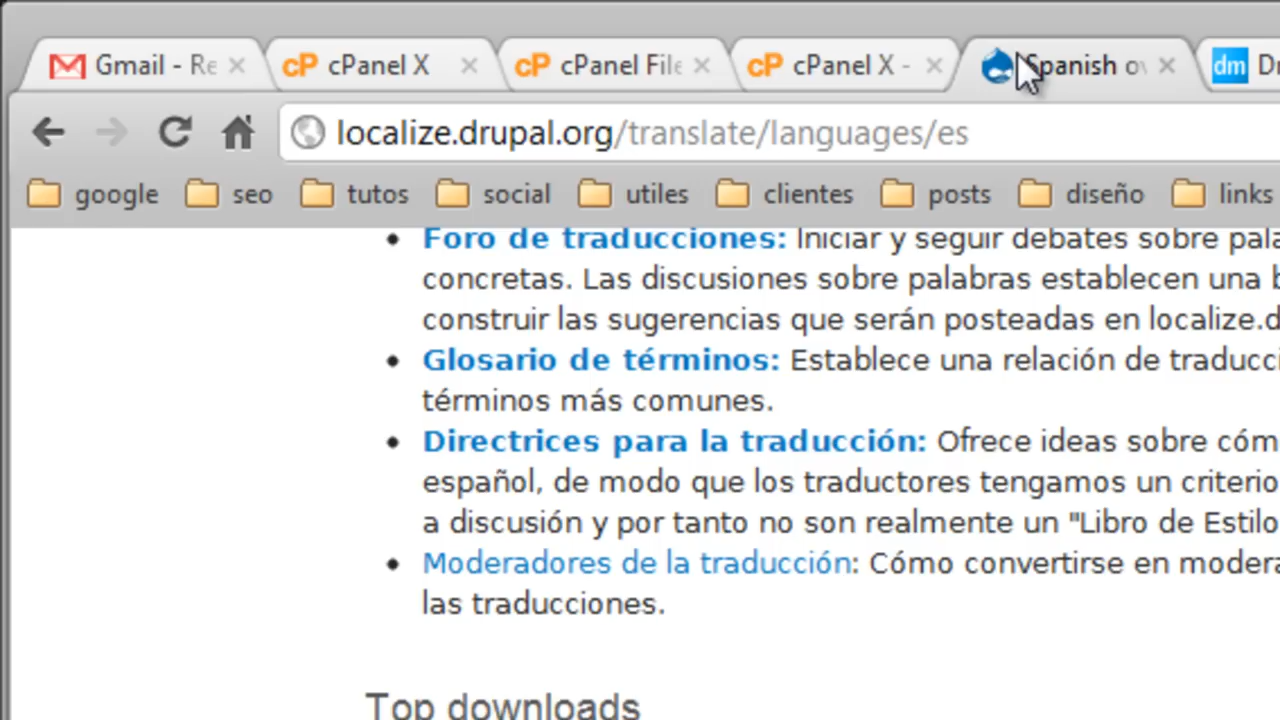 Gmail - Re
cPanel X
cPanel File
cPanel X -
Spanish ov
dm
localize.drupal.org/translate/languages/es
google
seo
tutos
social
utiles
clientes
posts
diseño
links
Foro de traducciones: Iniciar y seguir debates sobre pala
concretas. Las discusiones sobre palabras establecen una b
construir las sugerencias que serán posteadas en localize.d
Glosario de términos: Establece una relación de traducci
términos más comunes.
Directrices para la traducción: Ofrece ideas sobre cóm
español, de modo que los traductores tengamos un criterio
a discusión y por tanto no son realmente un "Libro de Estilo
Moderadores de la traducción: Cómo convertirse en modera
las traducciones.
Top downloads